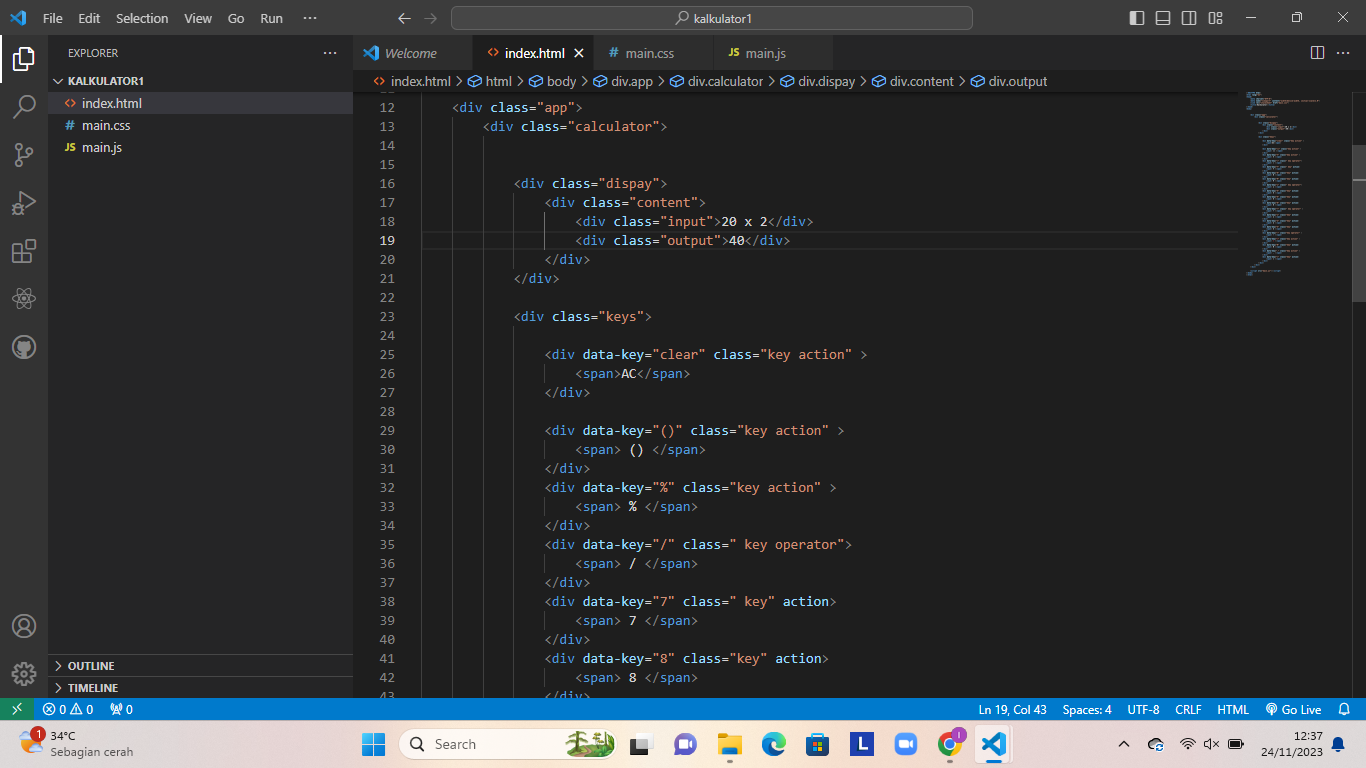 File Edit Selection View Go Run ··· kalkulator1
EXPLORER ···
KALKULATOR1
index.html
main.css
JS main.js
OUTLINE
TIMELINE
Welcome index.html # main.css JS main.js
index.html > html > body > div.app > div.calculator > div.dispay > div.content > div.output
12 <div class="app">
13 <div class="calculator">
14
15
16 <div class="dispay">
17 <div class="content">
18 <div class="input">20 x 2</div>
19 <div class="output">40</div>
20 </div>
21 </div>
22
23 <div class="keys">
24
25 <div data-key="clear" class="key action" >
26 <span>AC</span>
27 </div>
28
29 <div data-key="()" class="key action" >
30 <span> () </span>
31 </div>
32 <div data-key="%" class="key action" >
33 <span> % </span>
34 </div>
35 <div data-key="/" class=" key operator">
36 <span> / </span>
37 </div>
38 <div data-key="7" class=" key" action>
39 <span> 7 </span>
40 </div>
41 <div data-key="8" class="key" action>
42 <span> 8 </span>
43 </div>
0 0 0 Ln 19, Col 43 Spaces: 4 UTF-8 CRLF HTML Go Live
1 34°C
Sebagian cerah
Search
L
I
12:37
24/11/2023